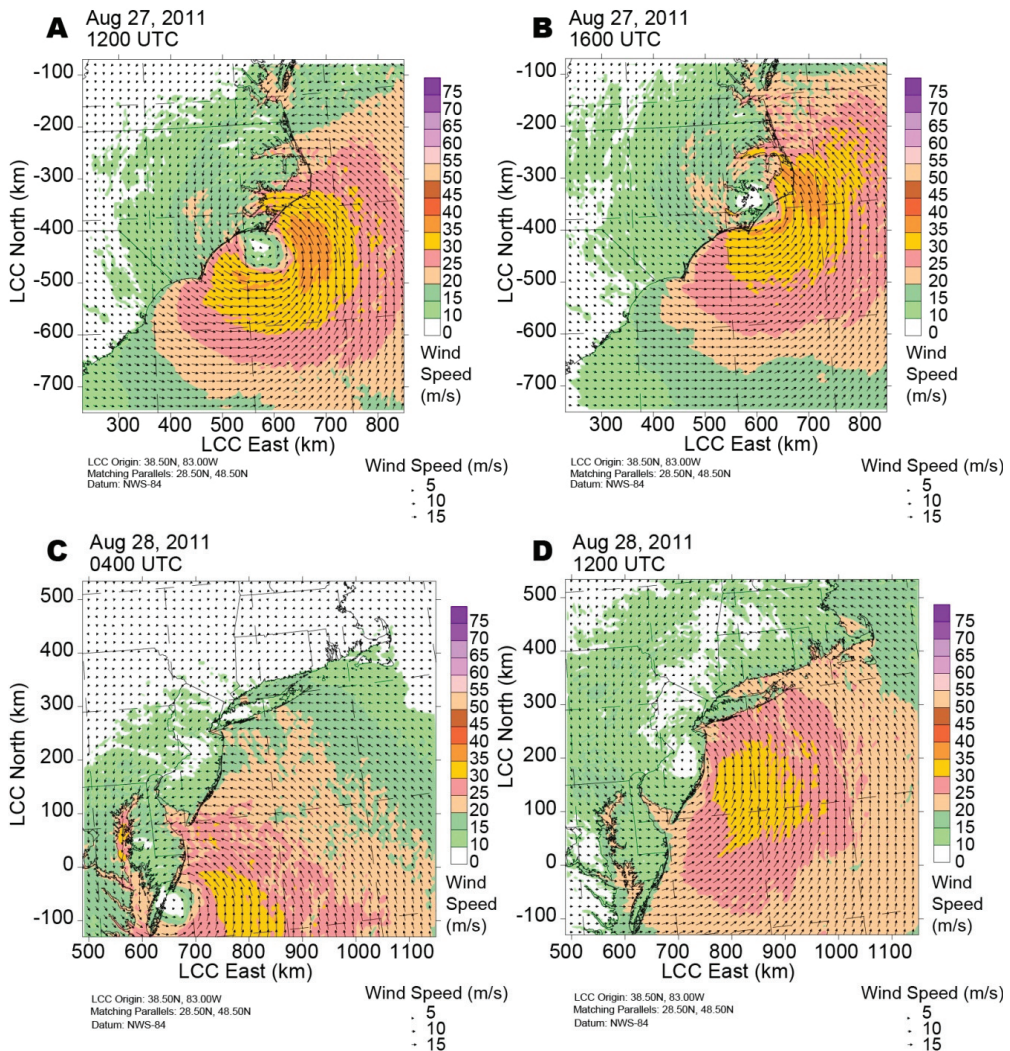 A Aug 27, 2011
1200 UTC
-100
-200
-300
-400
-500
-600
-700
LCC North (km)
300 400 500 600 700 800
LCC East (km)
75
70
65
60
55
50
45
40
35
30
25
20
15
10
0
Wind
Speed
(m/s)
LCC Origin: 38.50N, 83.00W
Matching Parallels: 28.50N, 48.50N
Datum: NWS-84
Wind Speed (m/s)
5
10
15
B Aug 27, 2011
1600 UTC
-100
-200
-300
-400
-500
-600
-700
LCC North (km)
300 400 500 600 700 800
LCC East (km)
75
70
65
60
55
50
45
40
35
30
25
20
15
10
0
Wind
Speed
(m/s)
LCC Origin: 38.50N, 83.00W
Matching Parallels: 28.50N, 48.50N
Datum: NWS-84
Wind Speed (m/s)
5
10
15
C Aug 28, 2011
0400 UTC
500
400
300
200
100
0
-100
LCC North (km)
500 600 700 800 900 1000 1100
LCC East (km)
75
70
65
60
55
50
45
40
35
30
25
20
15
10
0
Wind
Speed
(m/s)
LCC Origin: 38.50N, 83.00W
Matching Parallels: 28.50N, 48.50N
Datum: NWS-84
Wind Speed (m/s)
5
10
15
D Aug 28, 2011
1200 UTC
500
400
300
200
100
0
-100
LCC North (km)
500 600 700 800 900 1000 1100
LCC East (km)
75
70
65
60
55
50
45
40
35
30
25
20
15
10
0
Wind
Speed
(m/s)
LCC Origin: 38.50N, 83.00W
Matching Parallels: 28.50N, 48.50N
Datum: NWS-84
Wind Speed (m/s)
5
10
15